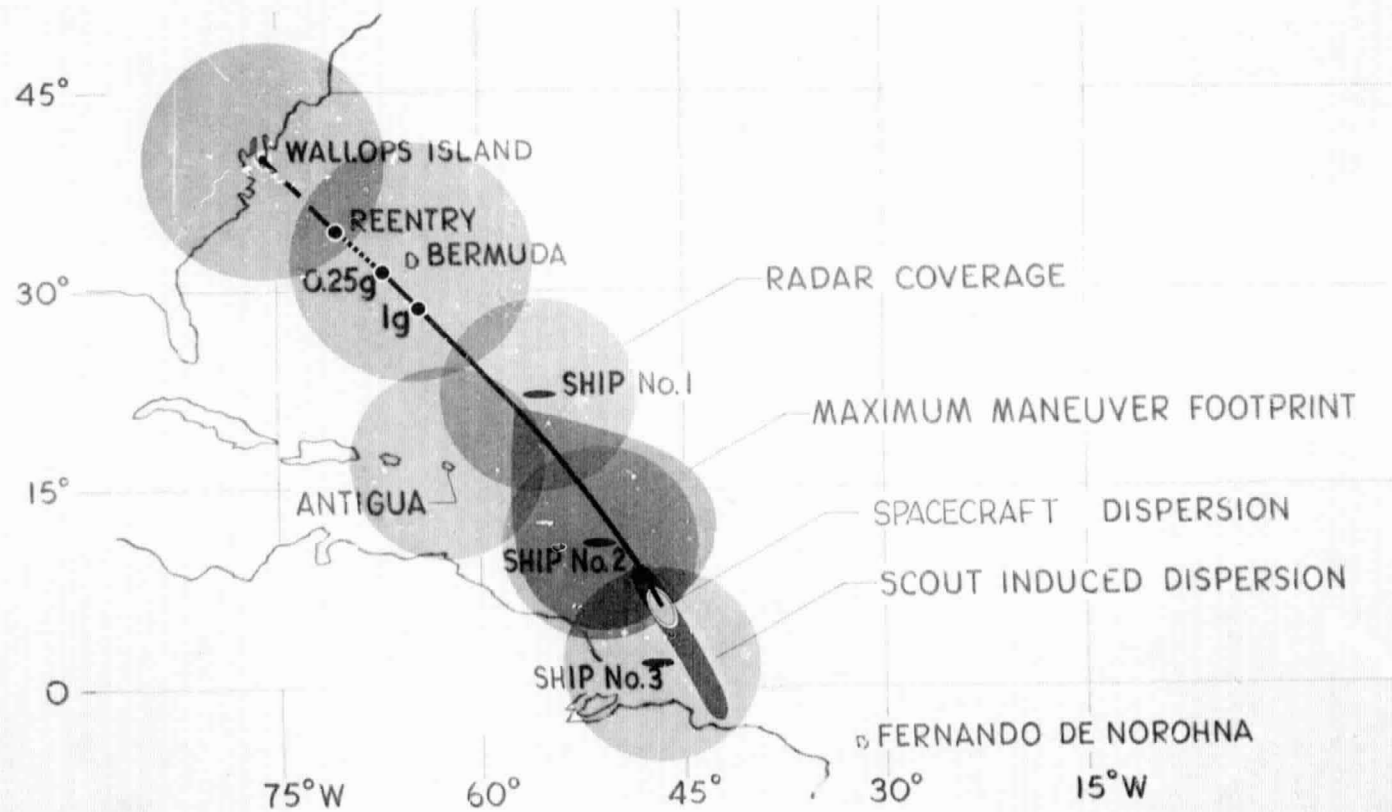 45°
WALLOPS ISLAND
REENTRY
BERMUDA
0.25g
30°
RADAR COVERAGE
1g
SHIP No.1
MAXIMUM MANEUVER FOOTPRINT
15°
ANTIGUA
SPACECRAFT DISPERSION
SHIP No.2
SCOUT INDUCED DISPERSION
SHIP No.3
0
FERNANDO DE NOROHNA
75°W
60°
45°
30°
15°W